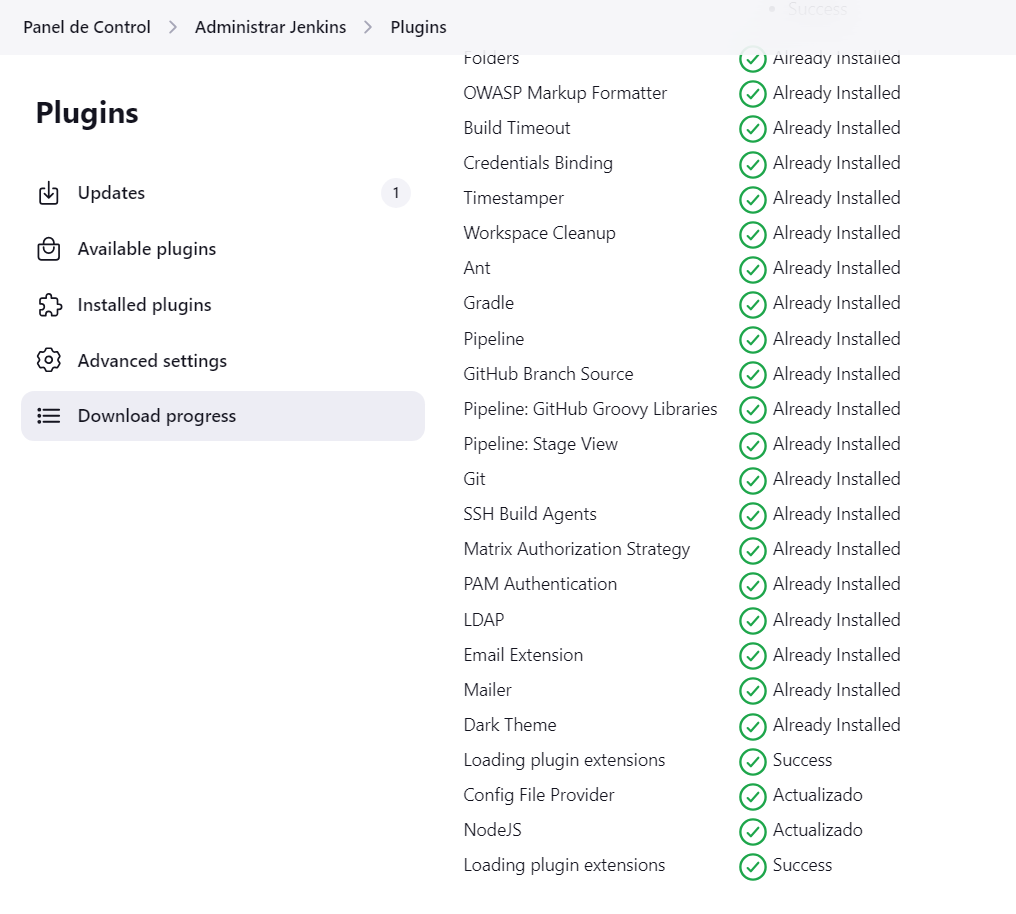 Panel de Control > Administrar Jenkins > Plugins
Success
Plugins
Updates 1
Available plugins
Installed plugins
Advanced settings
Download progress
Folders Already Installed
OWASP Markup Formatter Already Installed
Build Timeout Already Installed
Credentials Binding Already Installed
Timestamper Already Installed
Workspace Cleanup Already Installed
Ant Already Installed
Gradle Already Installed
Pipeline Already Installed
GitHub Branch Source Already Installed
Pipeline: GitHub Groovy Libraries Already Installed
Pipeline: Stage View Already Installed
Git Already Installed
SSH Build Agents Already Installed
Matrix Authorization Strategy Already Installed
PAM Authentication Already Installed
LDAP Already Installed
Email Extension Already Installed
Mailer Already Installed
Dark Theme Already Installed
Loading plugin extensions Success
Config File Provider Actualizado
NodeJS Actualizado
Loading plugin extensions Success